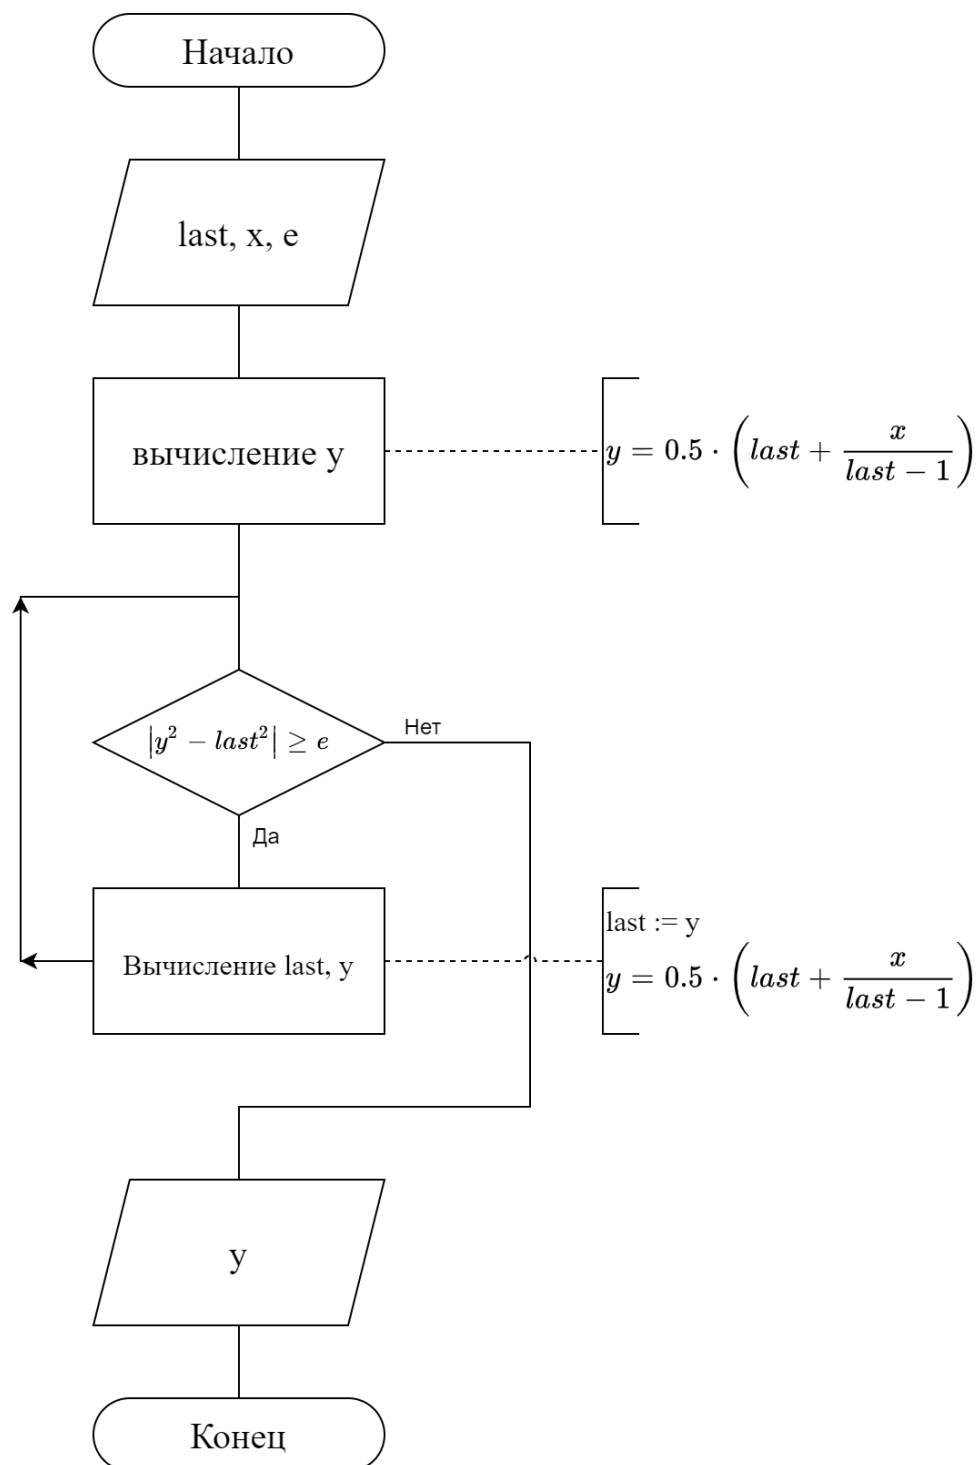 Начало
last, x, e
вычисление y
y = 0.5 · (last + x / (last − 1))
|y² − last²| ≥ e
Нет
Да
Вычисление last, y
last := y
y = 0.5 · (last + x / (last − 1))
y
Конец